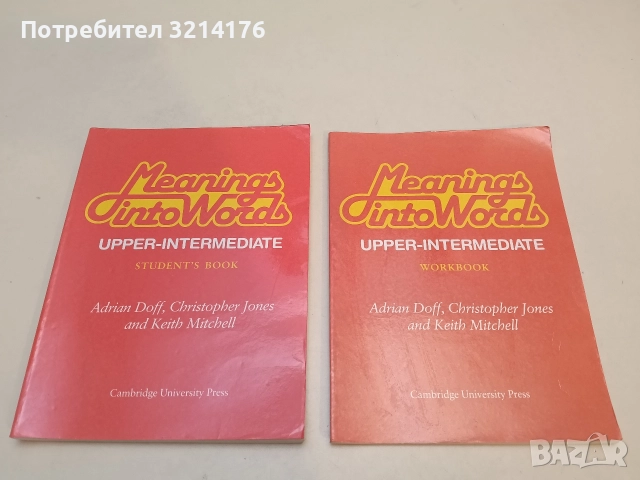 Потребител 3214176
Meanings
into Words
UPPER-INTERMEDIATE
STUDENT'S BOOK
Adrian Doff, Christopher Jones
and Keith Mitchell
Cambridge University Press
Meanings
into Words
UPPER-INTERMEDIATE
WORKBOOK
Adrian Doff, Christopher Jones
and Keith Mitchell
Cambridge University Press
BAZAR